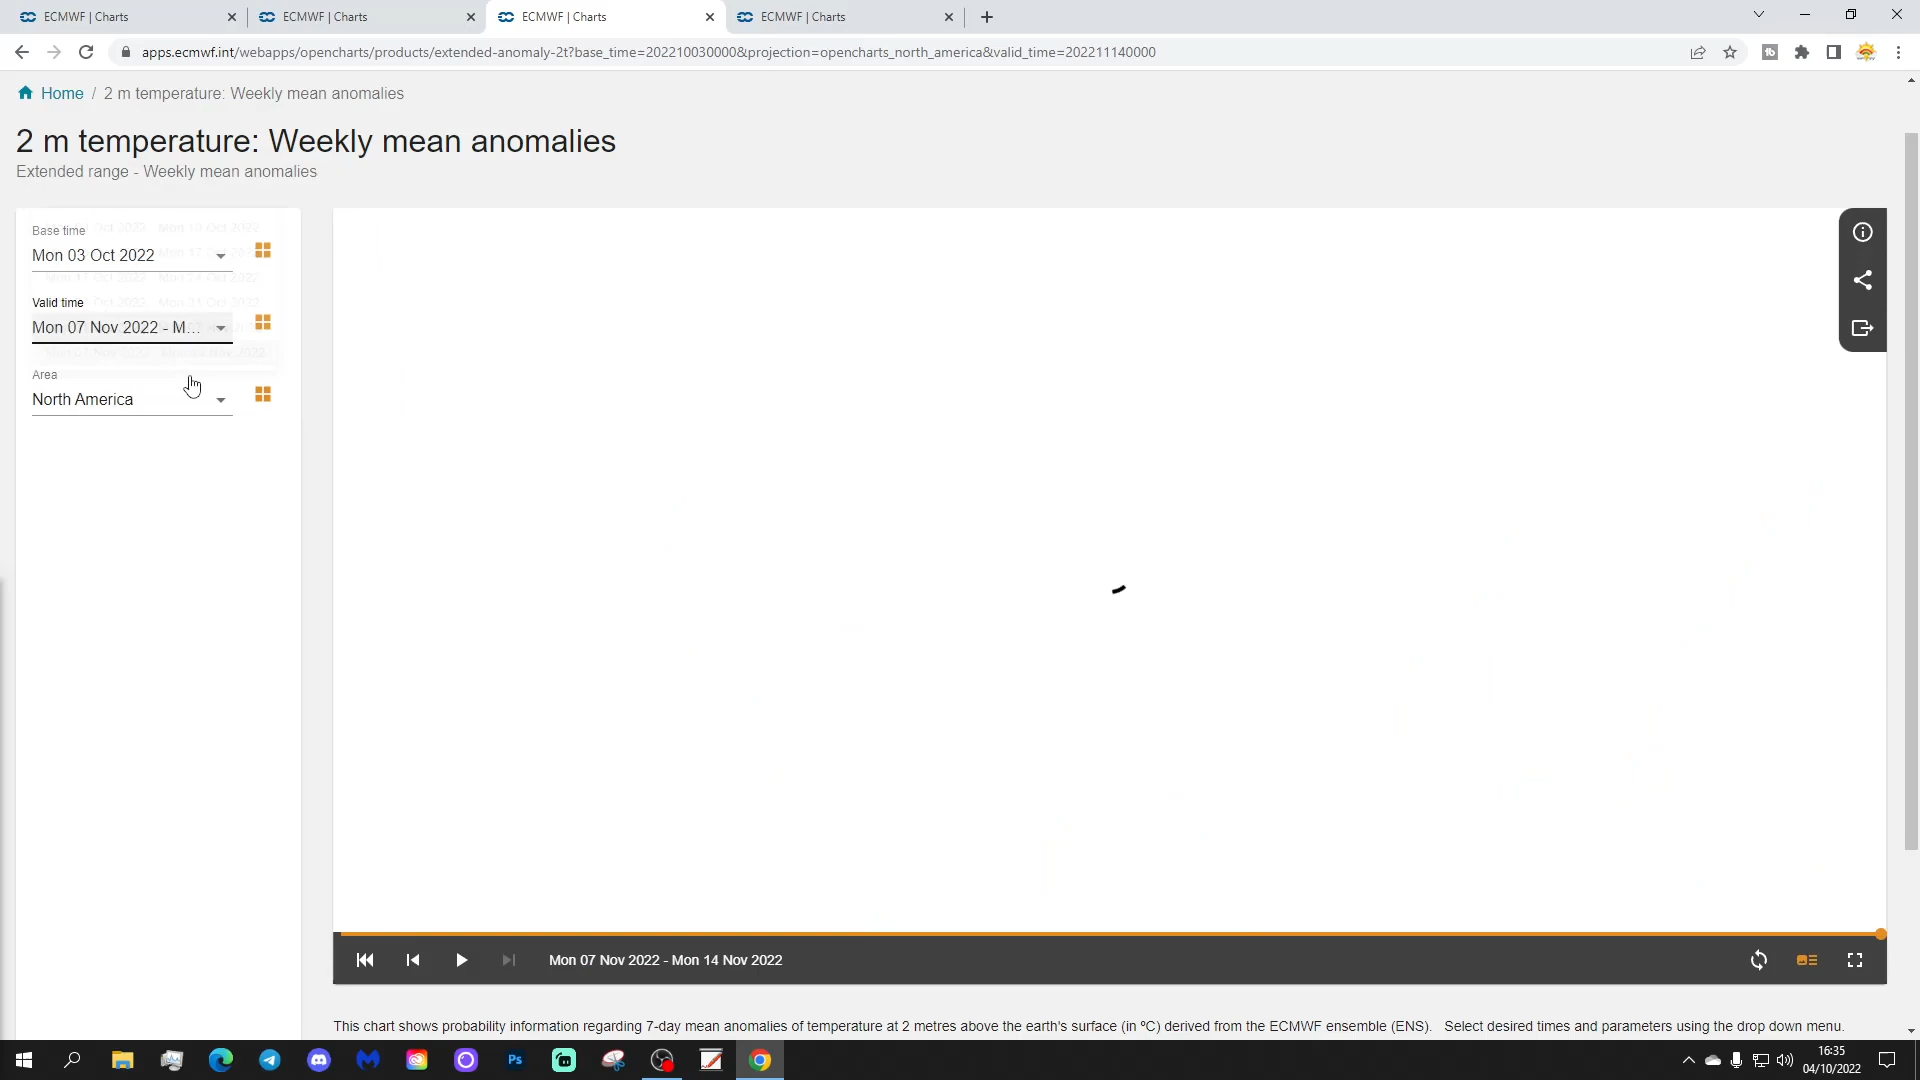 ECMWF | Charts
ECMWF | Charts
ECMWF | Charts
ECMWF | Charts
apps.ecmwf.int/webapps/opencharts/products/extended-anomaly-2t?base_time=202210030000&projection=opencharts_north_america&valid_time=202211140000
Home / 2 m temperature: Weekly mean anomalies
2 m temperature: Weekly mean anomalies
Extended range - Weekly mean anomalies
Base time
Mon 03 Oct 2022
Valid time
Mon 07 Nov 2022 - M...
Area
North America
Mon 07 Nov 2022 - Mon 14 Nov 2022
This chart shows probability information regarding 7-day mean anomalies of temperature at 2 metres above the earth's surface (in ºC) derived from the ECMWF ensemble (ENS). Select desired times and parameters using the drop down menu.
Ps
16:35
04/10/2022